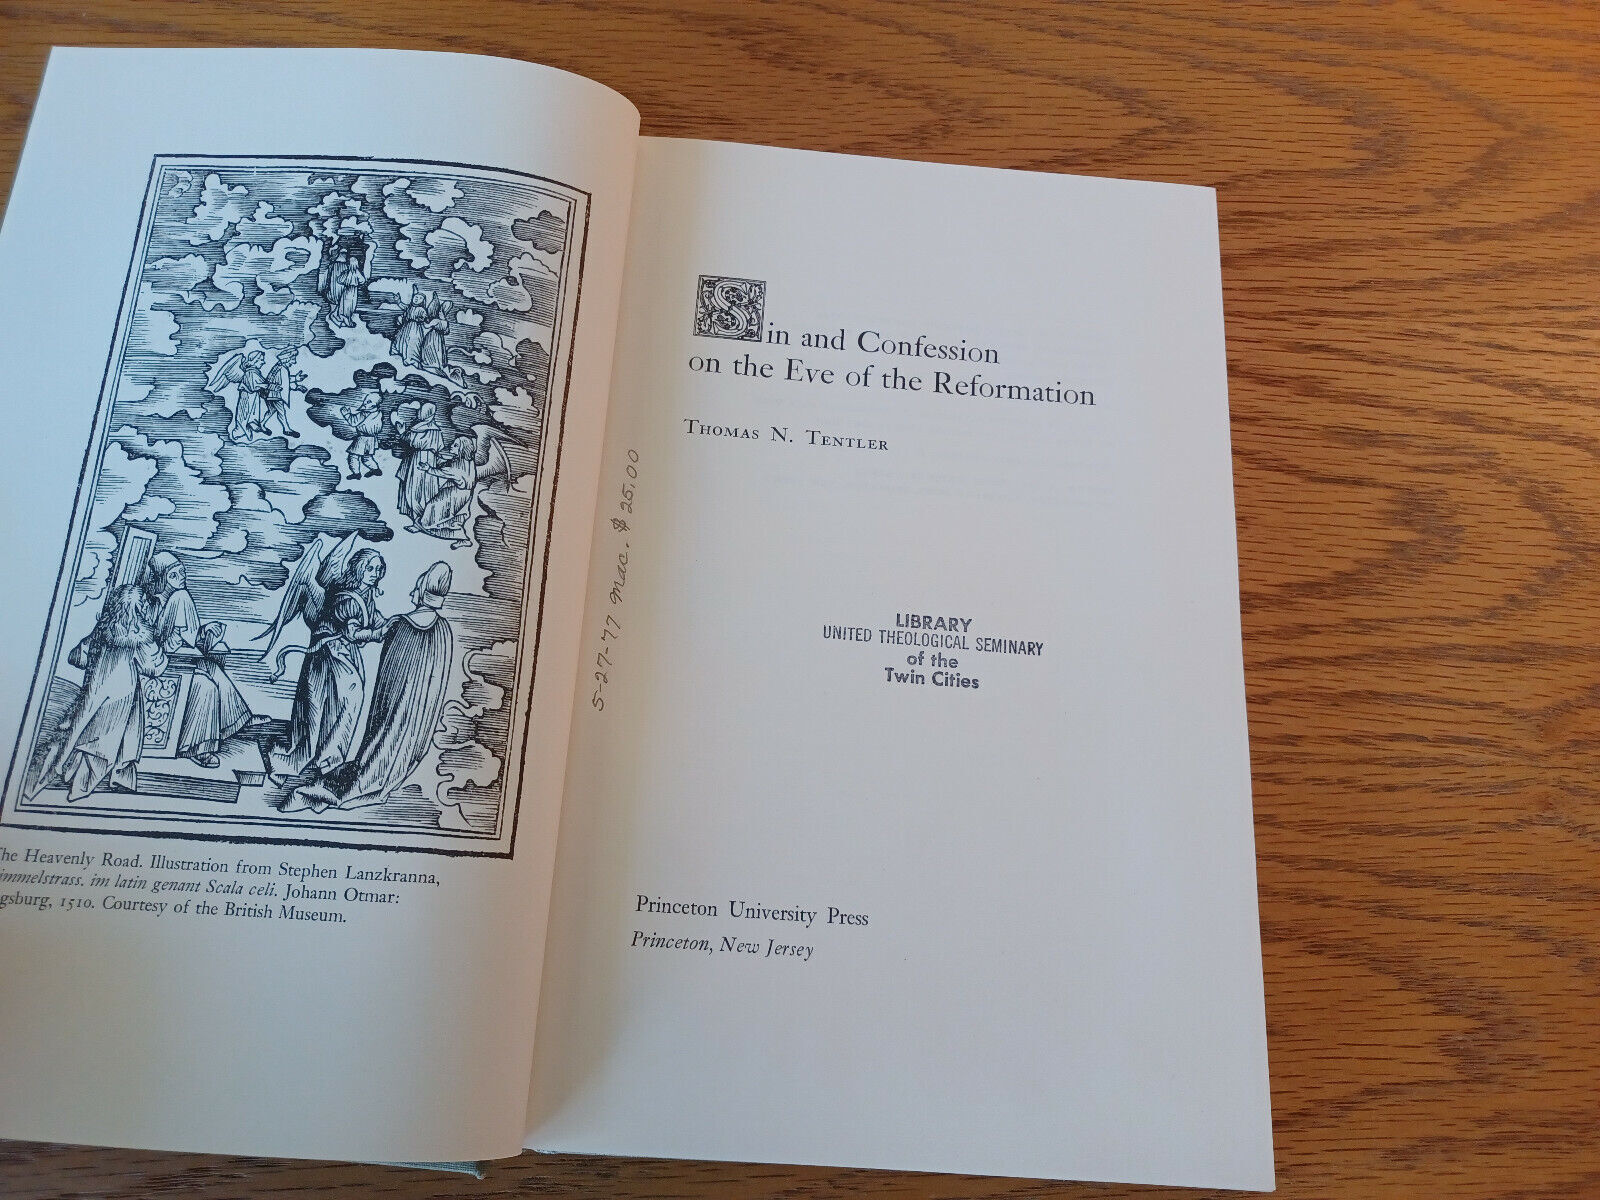 he Heavenly Road. Illustration from Stephen Lanzkranna,
immelstrass. im latin genant Scala celi. Johann Otmar:
gsburg, 1510. Courtesy of the British Museum.
5-27-77 Mac. $25.00
Sin and Confession
on the Eve of the Reformation
THOMAS N. TENTLER
LIBRARY
UNITED THEOLOGICAL SEMINARY
of the
Twin Cities
Princeton University Press
Princeton, New Jersey